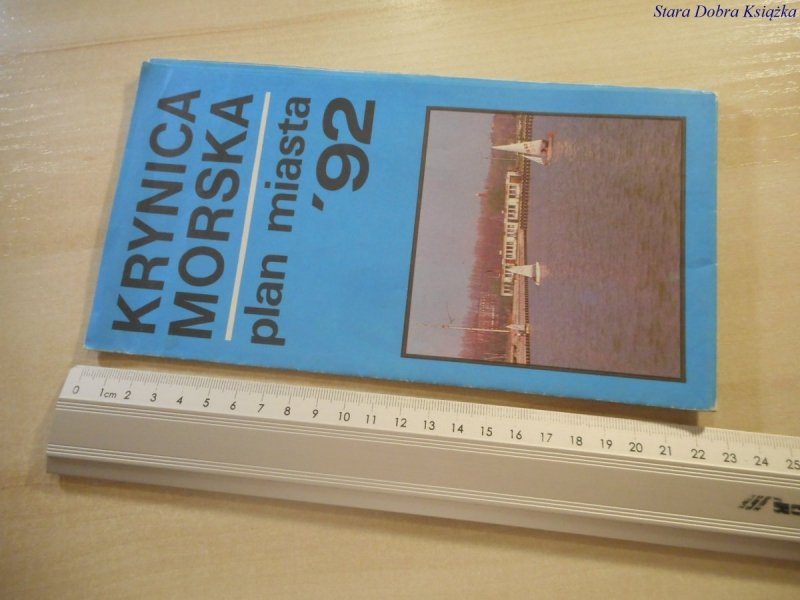 Stara Dobra Książka
KRYNICA
MORSKA
plan miasta
'92
0 1cm 2 3 4 5 6 7 8 9 10 11 12 13 14 15 16 17 18 19 20 21 22 23 24 25